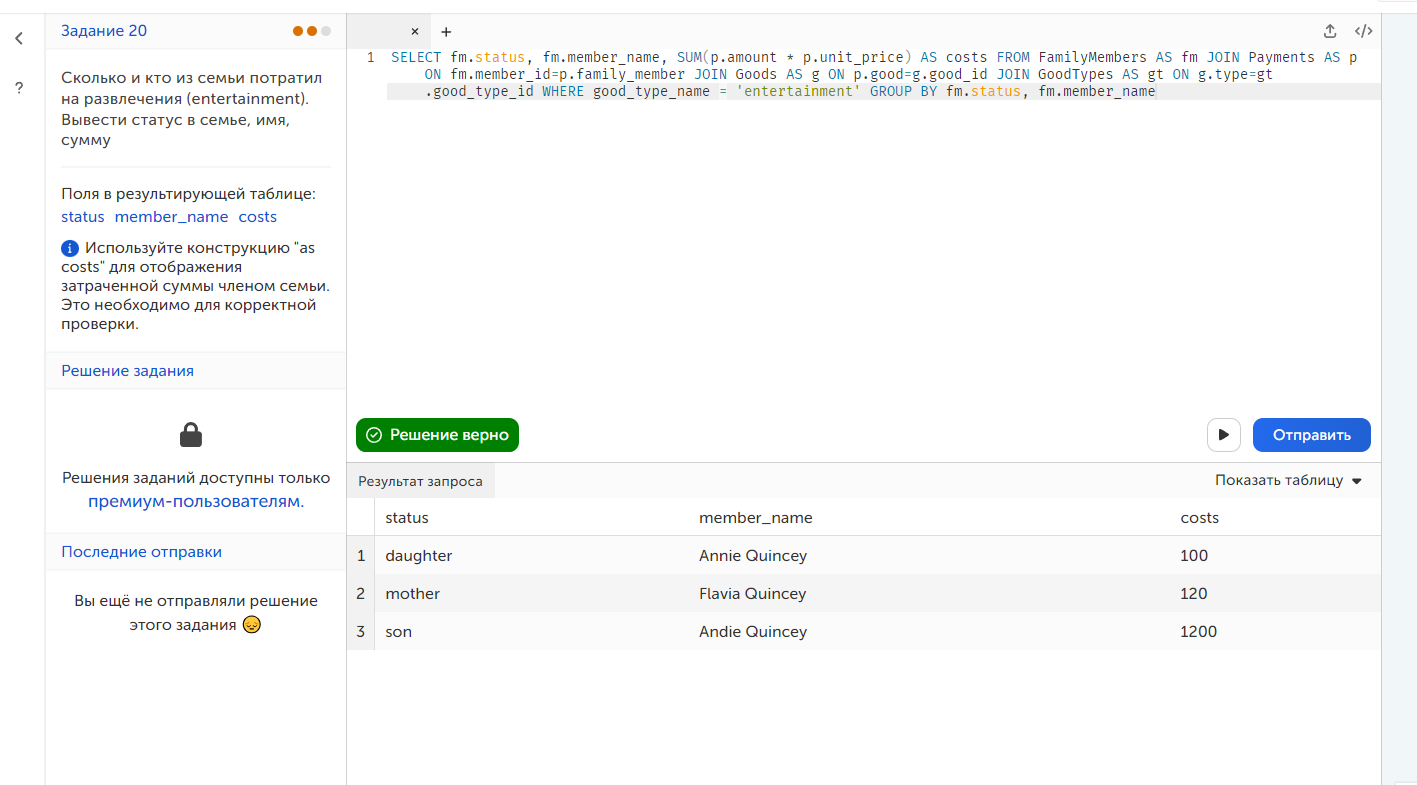 Задание 20
Сколько и кто из семьи потратил
на развлечения (entertainment).
Вывести статус в семье, имя,
сумму
Поля в результирующей таблице:
status member_name costs
Используйте конструкцию "as
costs" для отображения
затраченной суммы членом семьи.
Это необходимо для корректной
проверки.
Решение задания
Решения заданий доступны только
премиум-пользователям.
Последние отправки
Вы ещё не отправляли решение
этого задания 😔
?
× +
</>
1 SELECT fm.status, fm.member_name, SUM(p.amount * p.unit_price) AS costs FROM FamilyMembers AS fm JOIN Payments AS p
ON fm.member_id=p.family_member JOIN Goods AS g ON p.good=g.good_id JOIN GoodTypes AS gt ON g.type=gt
.good_type_id WHERE good_type_name = 'entertainment' GROUP BY fm.status, fm.member_name
Решение верно
Отправить
Результат запроса
Показать таблицу
status member_name costs
1 daughter Annie Quincey 100
2 mother Flavia Quincey 120
3 son Andie Quincey 1200